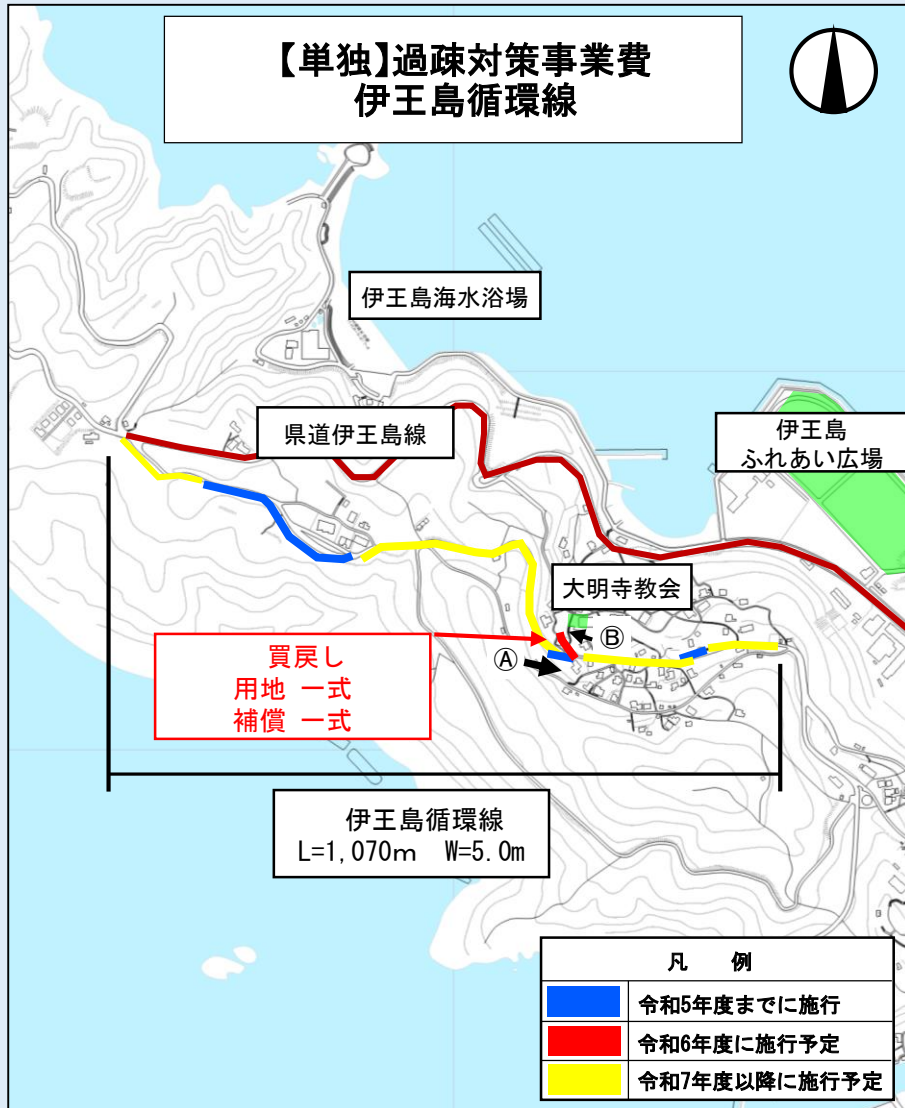 【単独】過疎対策事業費
伊王島循環線
伊王島海水浴場
県道伊王島線
伊王島
ふれあい広場
大明寺教会
Ⓑ
Ⓐ
買戻し
用地 一式
補償 一式
伊王島循環線
L=1,070m W=5.0m
凡 例
令和5年度までに施行
令和6年度に施行予定
令和7年度以降に施行予定